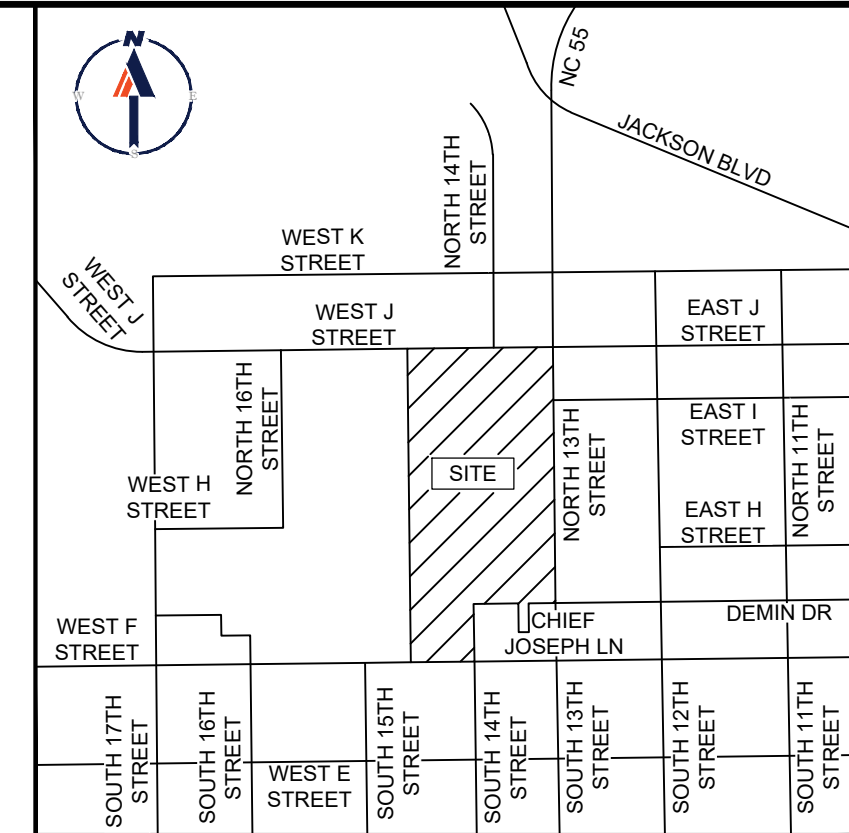 N
W
E
S
NC 55
JACKSON BLVD
NORTH 14TH
STREET
WEST K
STREET
WEST J
STREET
WEST J
STREET
EAST J
STREET
NORTH 16TH
STREET
EAST I
STREET
NORTH 13TH
STREET
NORTH 11TH
STREET
SITE
WEST H
STREET
EAST H
STREET
WEST F
STREET
CHIEF
JOSEPH LN
DEMIN DR
SOUTH 17TH
STREET
SOUTH 16TH
STREET
WEST E
STREET
SOUTH 15TH
STREET
SOUTH 14TH
STREET
SOUTH 13TH
STREET
SOUTH 12TH
STREET
SOUTH 11TH
STREET